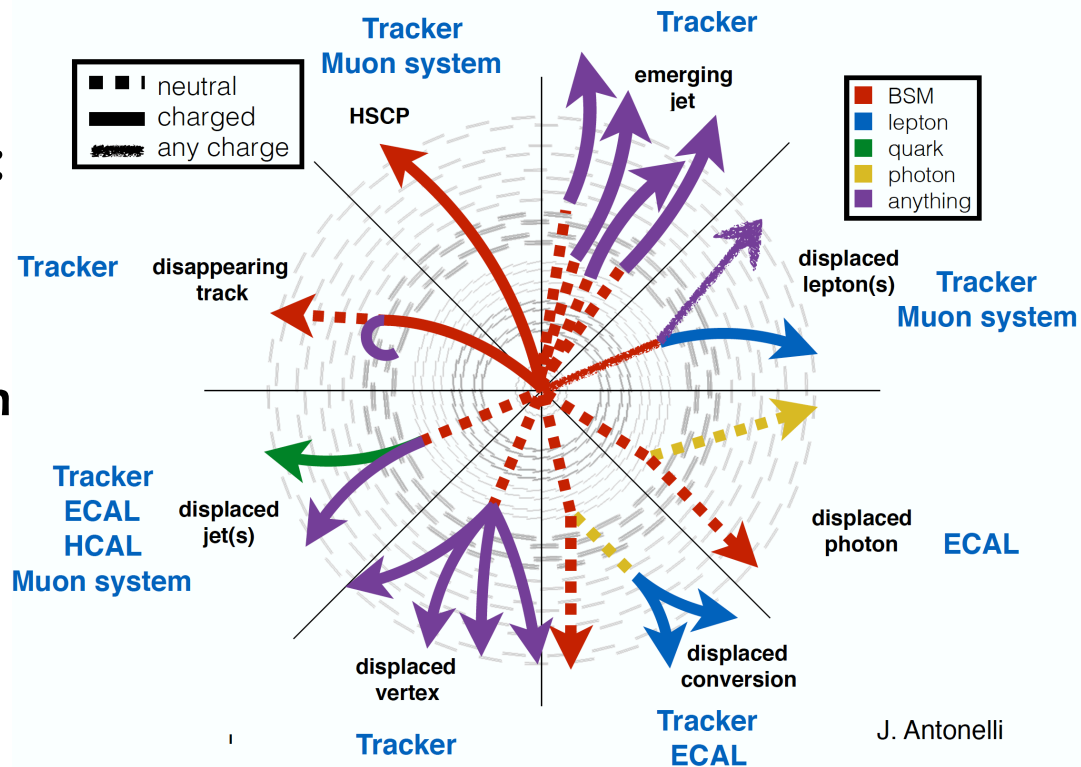 Tracker
Muon system
Tracker
neutral
charged
any charge
HSCP
emerging
jet
BSM
lepton
quark
photon
anything
:
Tracker
disappearing
track
displaced
lepton(s)
Tracker
Muon system
n
Tracker
ECAL
HCAL
Muon system
displaced
jet(s)
displaced
photon
ECAL
displaced
vertex
displaced
conversion
Tracker
Tracker
ECAL
J. Antonelli